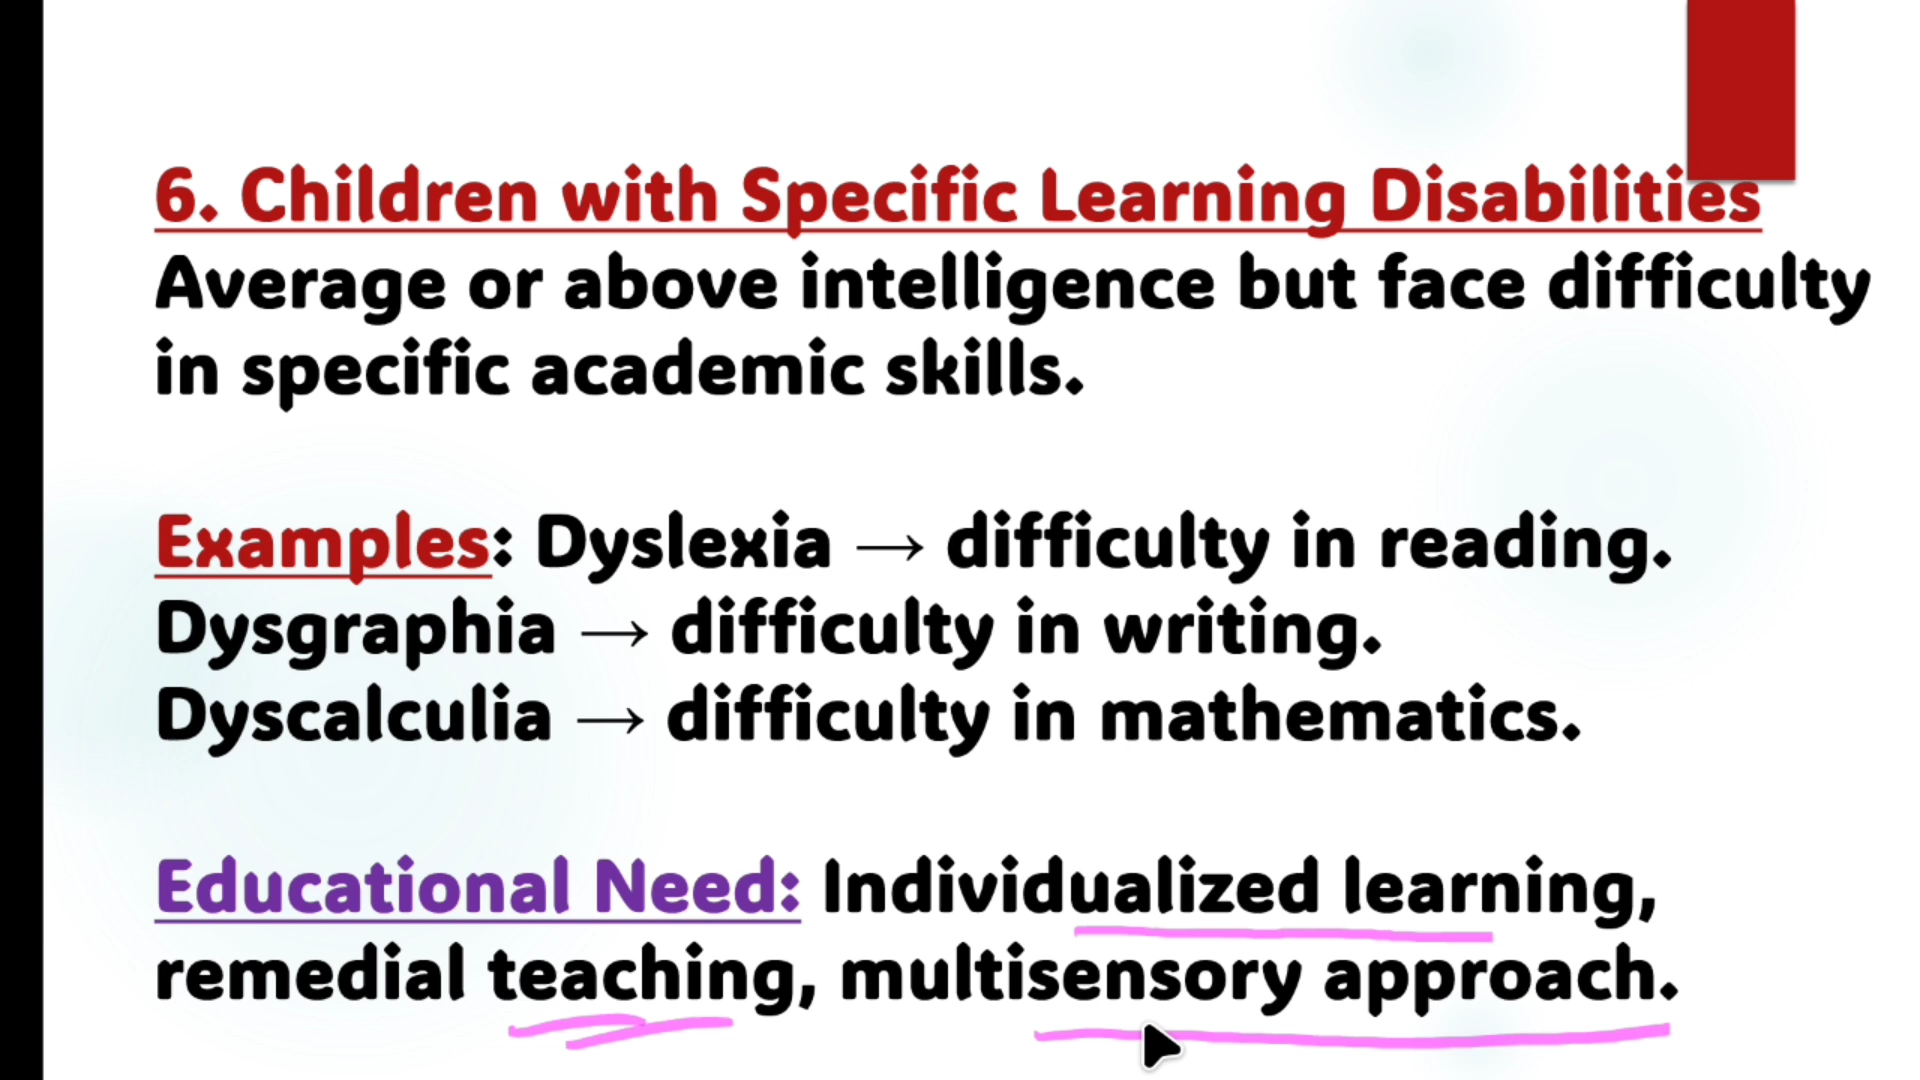 6. Children with Specific Learning Disabilities
Average or above intelligence but face difficulty
in specific academic skills.
Examples: Dyslexia → difficulty in reading.
Dysgraphia → difficulty in writing.
Dyscalculia → difficulty in mathematics.
Educational Need: Individualized learning,
remedial teaching, multisensory approach.